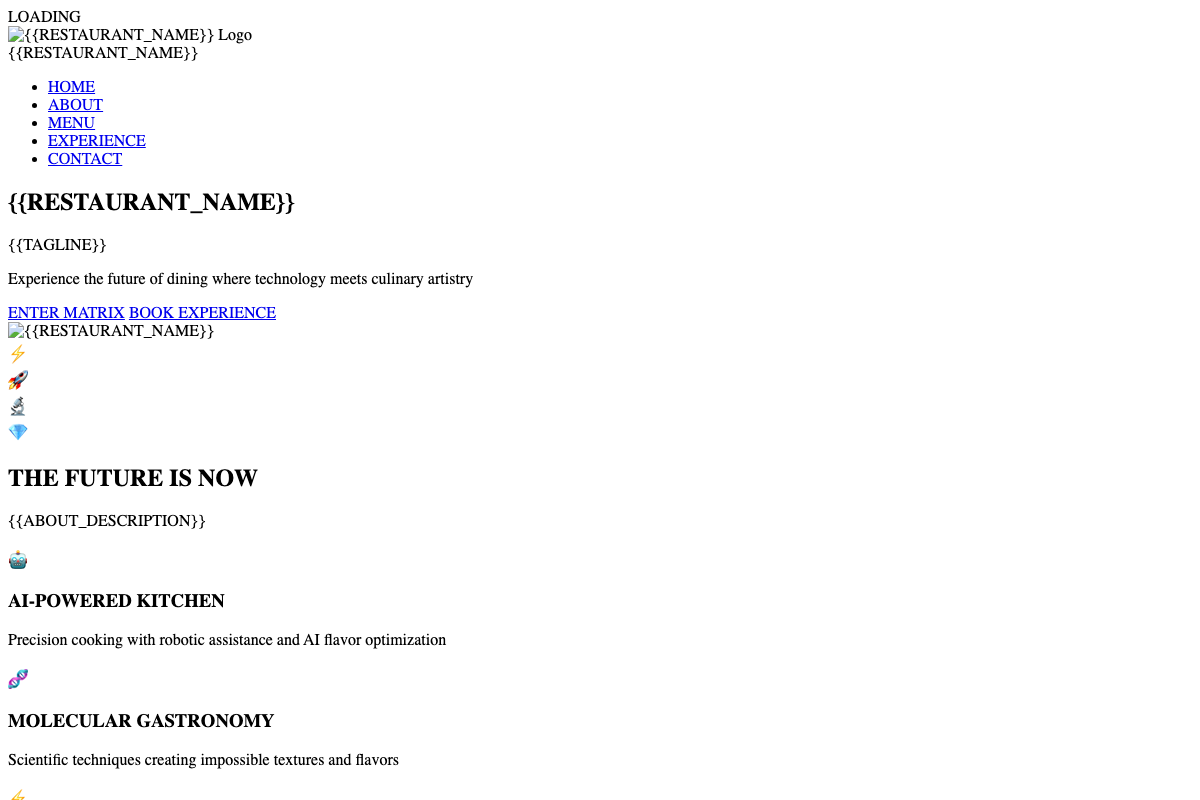 LOADING
{{RESTAURANT_NAME}} Logo
{{RESTAURANT_NAME}}
HOME
ABOUT
MENU
EXPERIENCE
CONTACT
{{RESTAURANT_NAME}}
{{TAGLINE}}
Experience the future of dining where technology meets culinary artistry
ENTER MATRIX BOOK EXPERIENCE
{{RESTAURANT_NAME}}
THE FUTURE IS NOW
{{ABOUT_DESCRIPTION}}
AI-POWERED KITCHEN
Precision cooking with robotic assistance and AI flavor optimization
MOLECULAR GASTRONOMY
Scientific techniques creating impossible textures and flavors